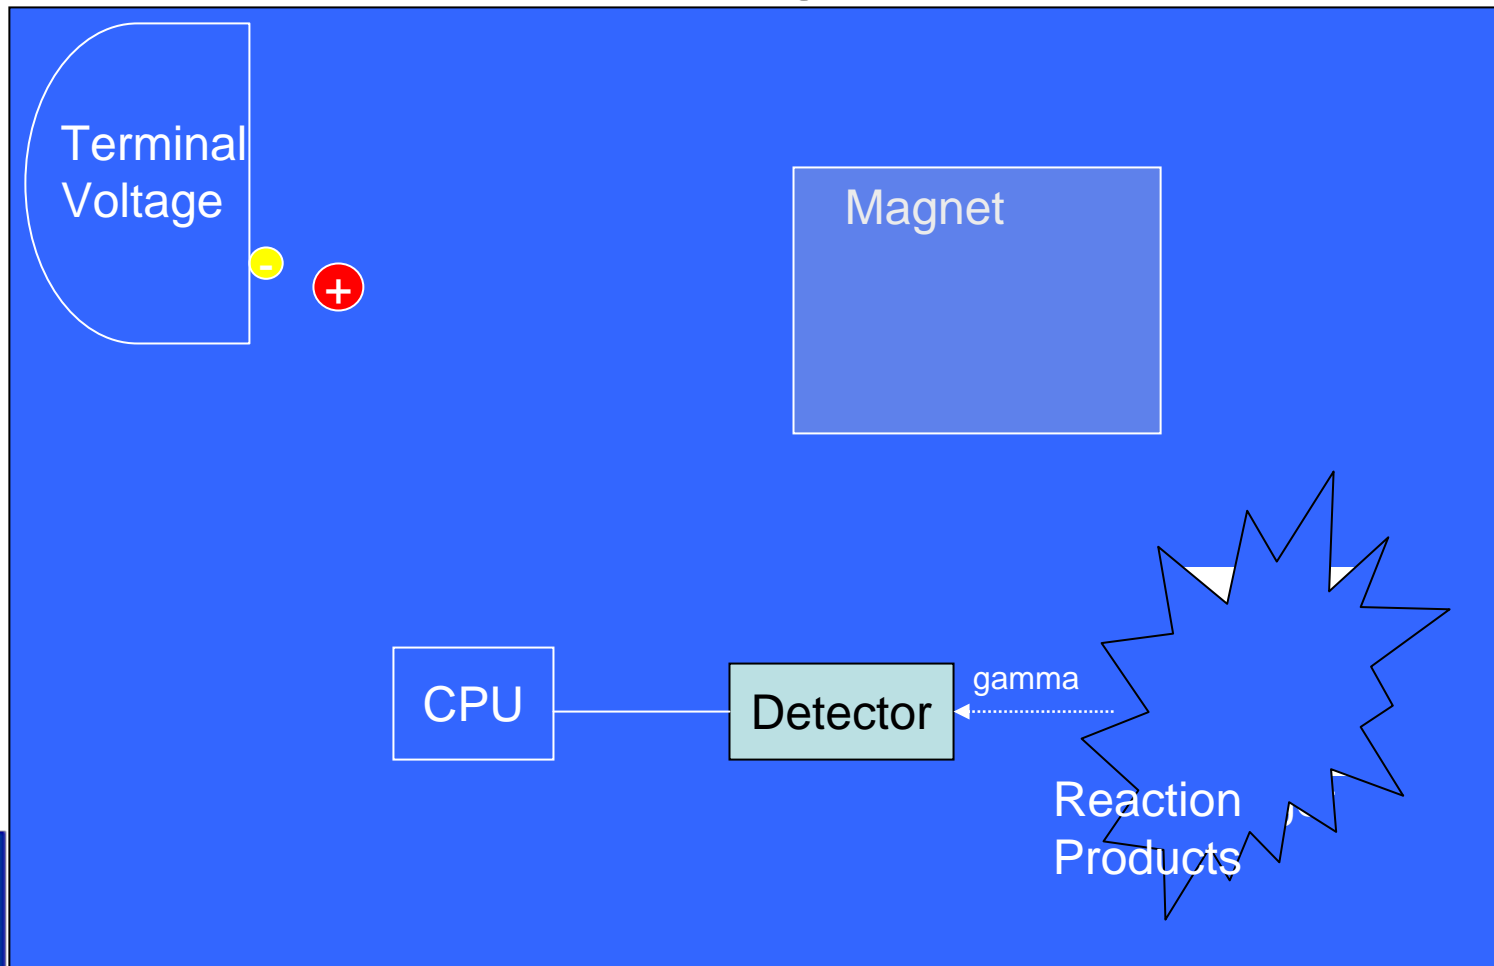 Terminal
Voltage
Magnet
-
+
CPU
Detector
gamma
Reaction
Products